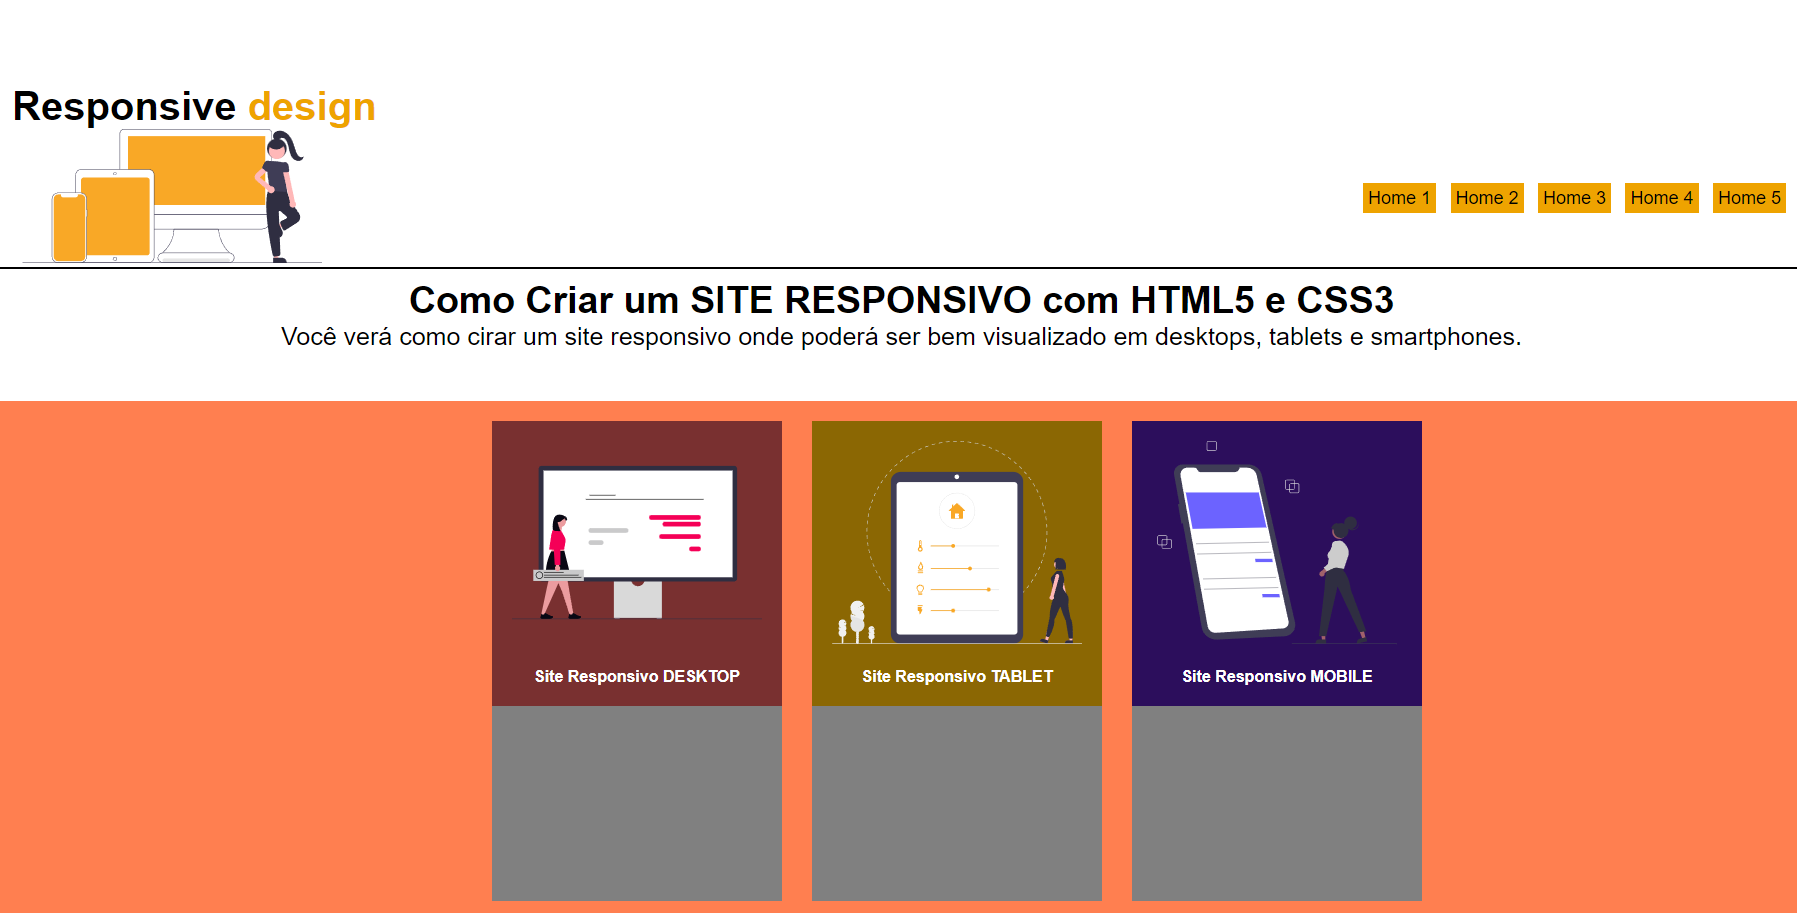 Responsive design
Home 1 Home 2 Home 3 Home 4 Home 5
Como Criar um SITE RESPONSIVO com HTML5 e CSS3
Você verá como cirar um site responsivo onde poderá ser bem visualizado em desktops, tablets e smartphones.
Site Responsivo DESKTOP
Site Responsivo TABLET
Site Responsivo MOBILE